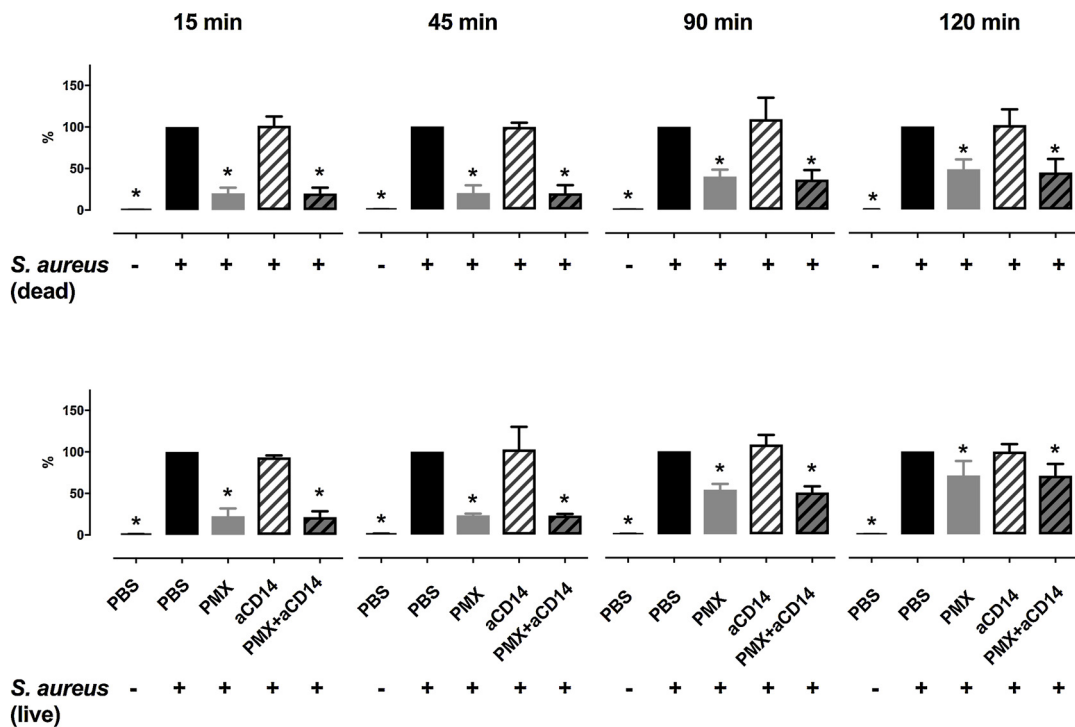 15 min 45 min 90 min 120 min
150
100
50
0
%
* * * * * * * * * * * *
S. aureus - + + + + - + + + + - + + + + - + + + +
(dead)
150
100
50
0
%
* * * * * * * * * * * *
PBS PBS PMX aCD14 PMX+aCD14 PBS PBS PMX aCD14 PMX+aCD14 PBS PBS PMX aCD14 PMX+aCD14 PBS PBS PMX aCD14 PMX+aCD14
S. aureus - + + + + - + + + + - + + + + - + + + +
(live)